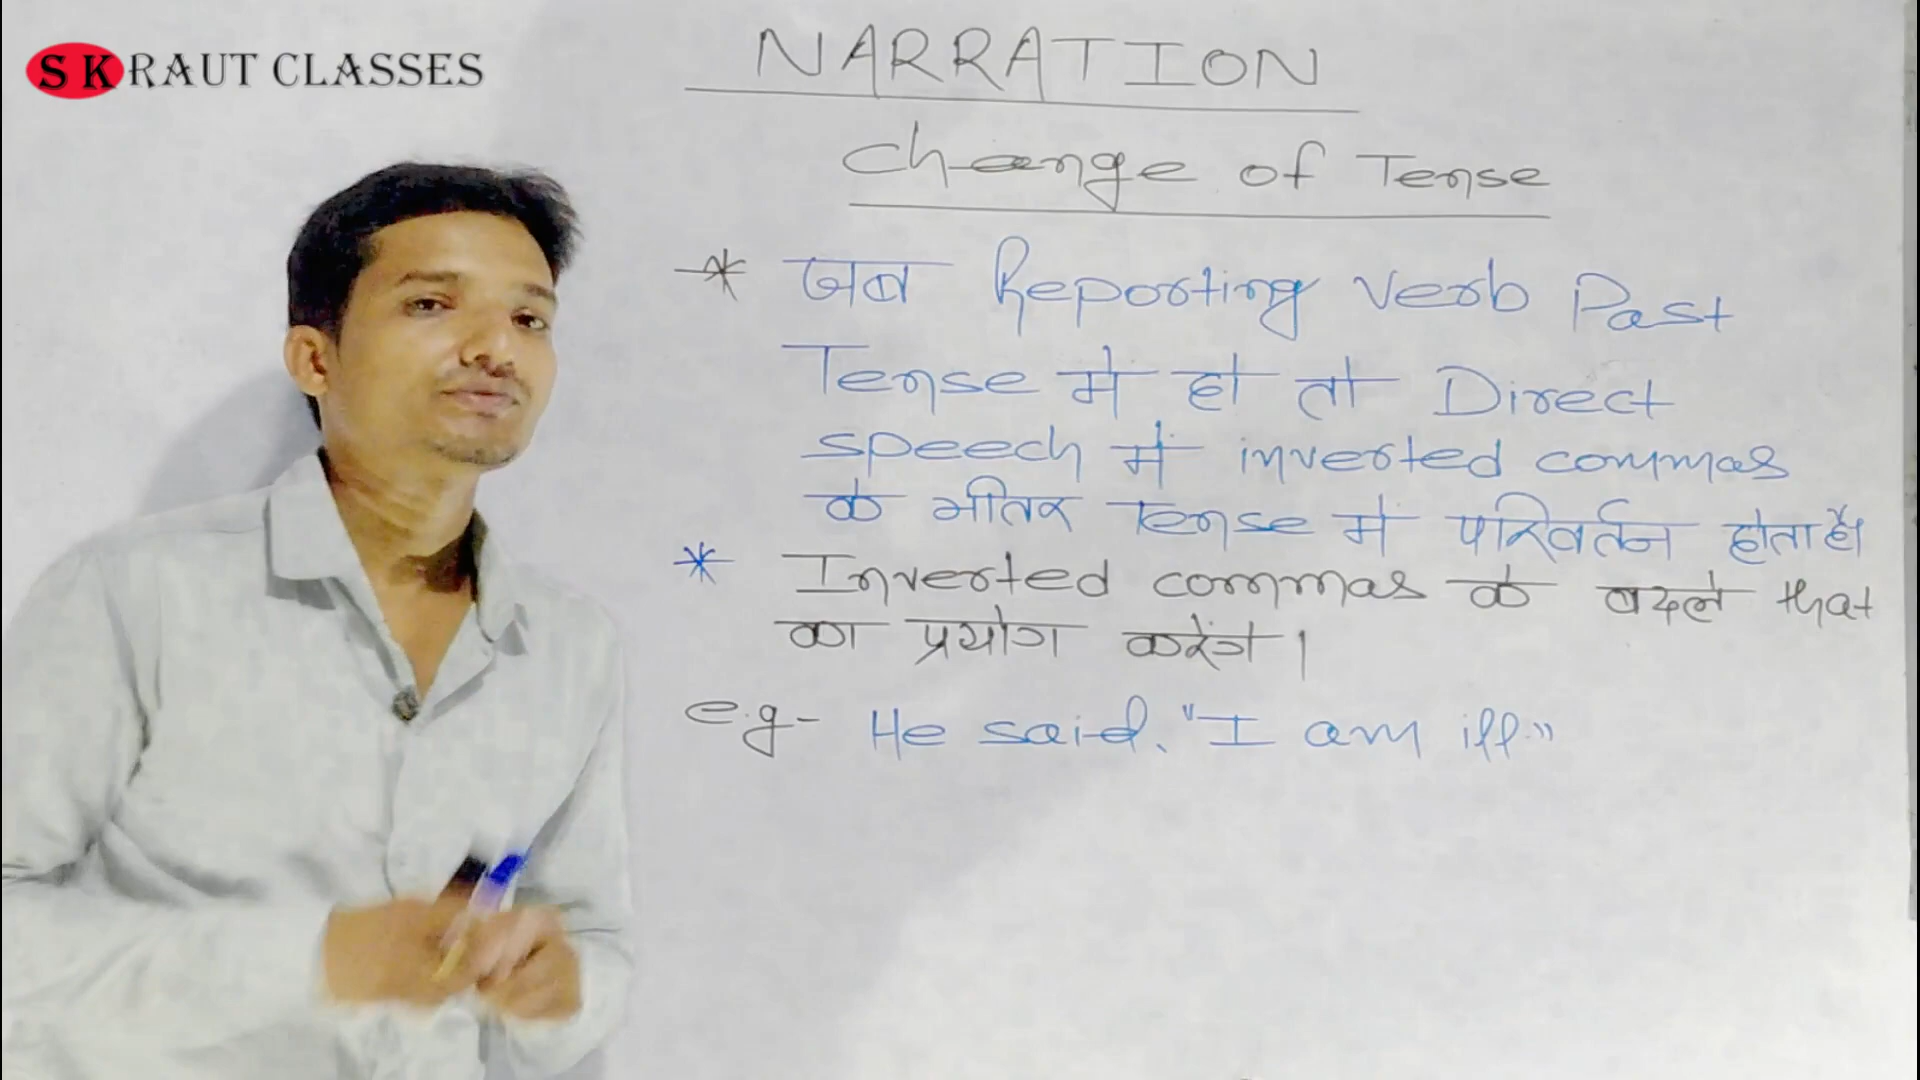 S K RAUT CLASSES
NARRATION
Change of Tense
* जब Reporting Verb Past
Tense मे हो तो Direct
speech में inverted commas
के भीतर Tense में परिवर्तन होता है।
* Inverted commas के बदले that
का प्रयोग करेंगे।
e.g- He said, "I am ill."